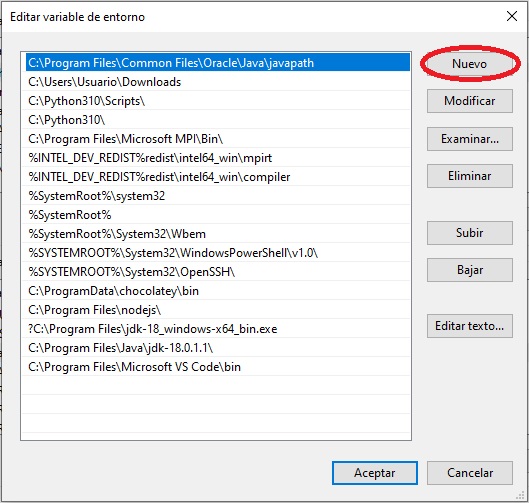 Editar variable de entorno
C:\Program Files\Common Files\Oracle\Java\javapath
C:\Users\Usuario\Downloads
C:\Python310\Scripts\
C:\Python310\
C:\Program Files\Microsoft MPI\Bin\
%INTEL_DEV_REDIST%redist\intel64_win\mpirt
%INTEL_DEV_REDIST%redist\intel64_win\compiler
%SystemRoot%\system32
%SystemRoot%
%SystemRoot%\System32\Wbem
%SYSTEMROOT%\System32\WindowsPowerShell\v1.0\
%SYSTEMROOT%\System32\OpenSSH\
C:\ProgramData\chocolatey\bin
C:\Program Files\nodejs\
?C:\Program Files\jdk-18_windows-x64_bin.exe
C:\Program Files\Java\jdk-18.0.1.1\
C:\Program Files\Microsoft VS Code\bin
Nuevo
Modificar
Examinar...
Eliminar
Subir
Bajar
Editar texto...
Aceptar
Cancelar